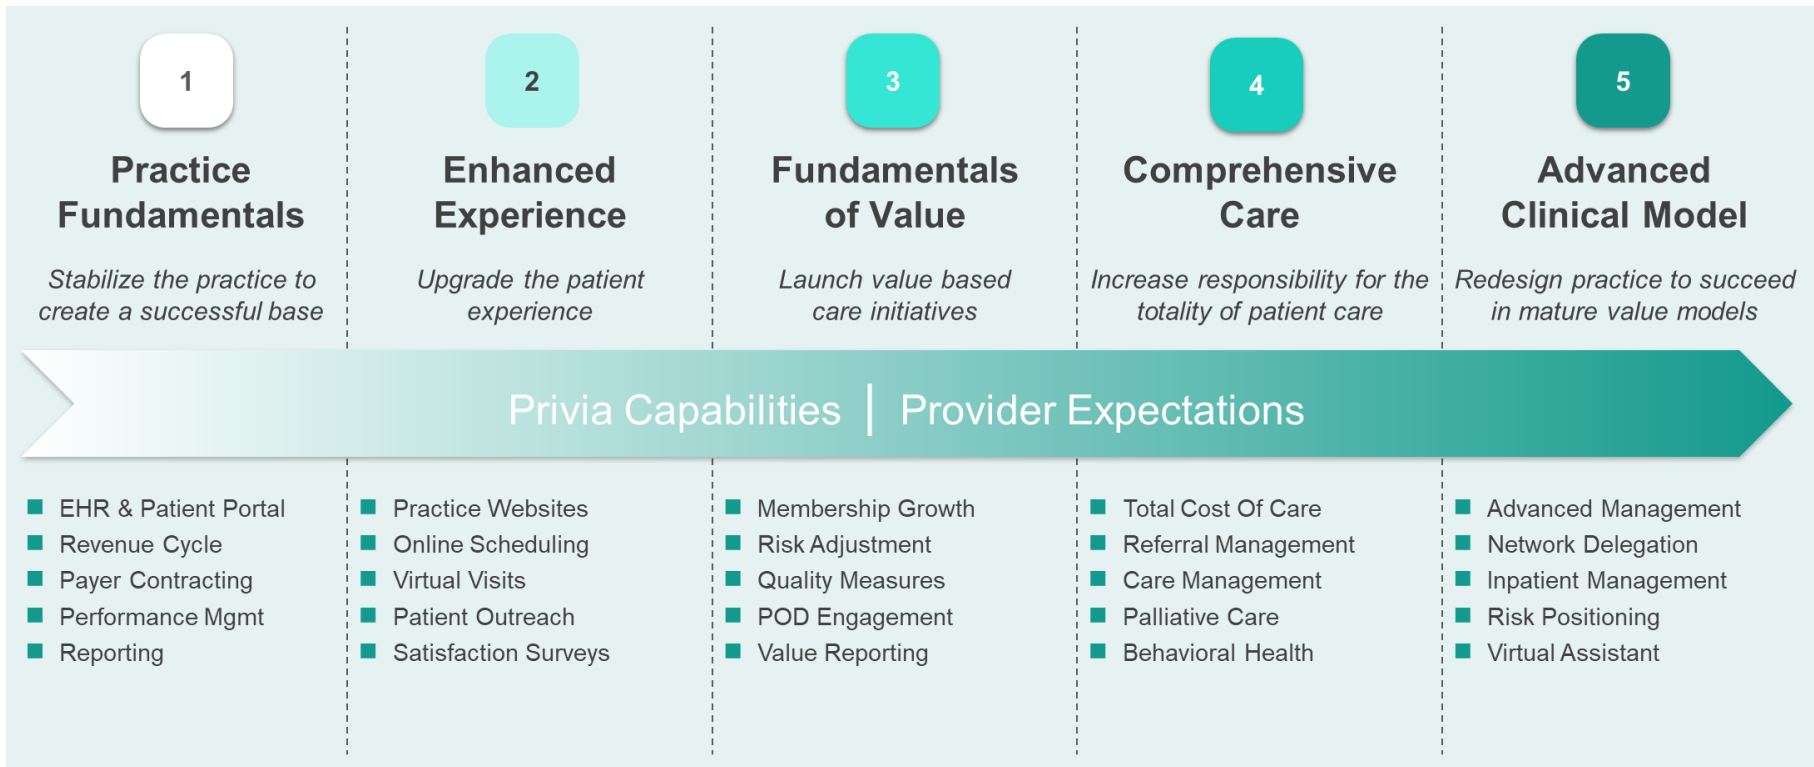 1
Practice
Fundamentals
Stabilize the practice to
create a successful base
2
Enhanced
Experience
Upgrade the patient
experience
3
Fundamentals
of Value
Launch value based
care initiatives
4
Comprehensive
Care
Increase responsibility for the
totality of patient care
5
Advanced
Clinical Model
Redesign practice to succeed
in mature value models
Privia Capabilities | Provider Expectations
EHR & Patient Portal
Revenue Cycle
Payer Contracting
Performance Mgmt
Reporting
Practice Websites
Online Scheduling
Virtual Visits
Patient Outreach
Satisfaction Surveys
Membership Growth
Risk Adjustment
Quality Measures
POD Engagement
Value Reporting
Total Cost Of Care
Referral Management
Care Management
Palliative Care
Behavioral Health
Advanced Management
Network Delegation
Inpatient Management
Risk Positioning
Virtual Assistant